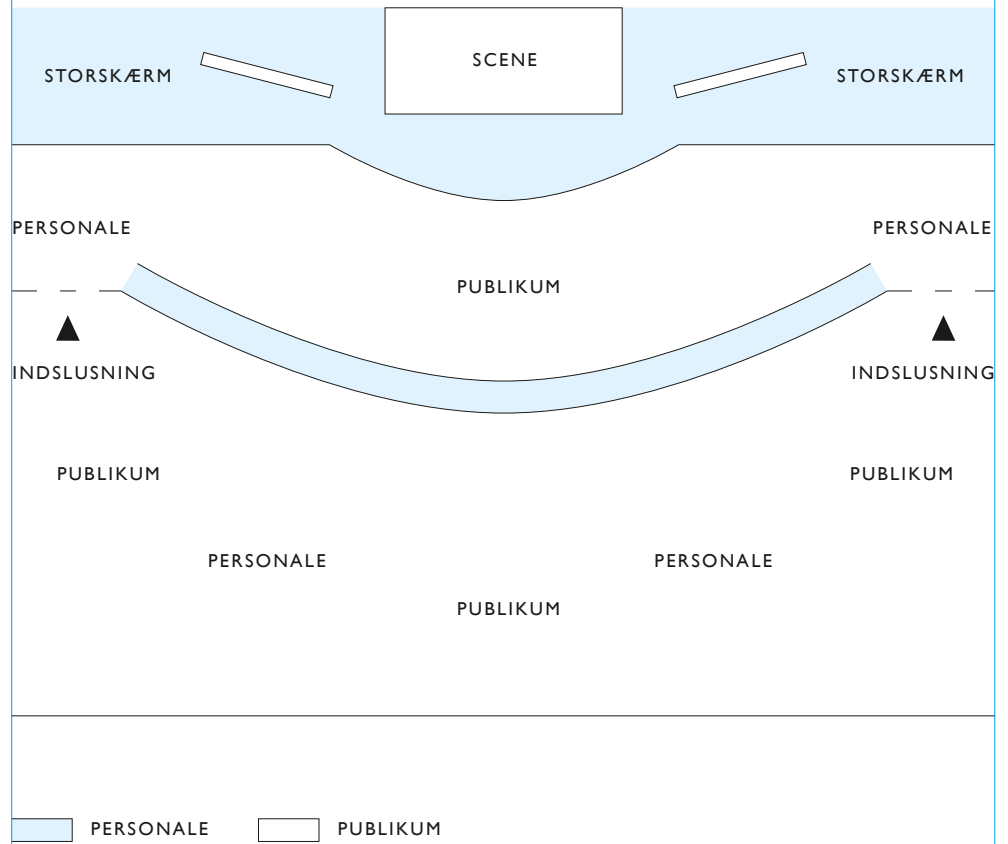 SCENE
STORSKÆRM
STORSKÆRM
PERSONALE
PERSONALE
PUBLIKUM
INDSLUSNING
INDSLUSNING
PUBLIKUM
PUBLIKUM
PERSONALE
PERSONALE
PUBLIKUM
PERSONALE
PUBLIKUM